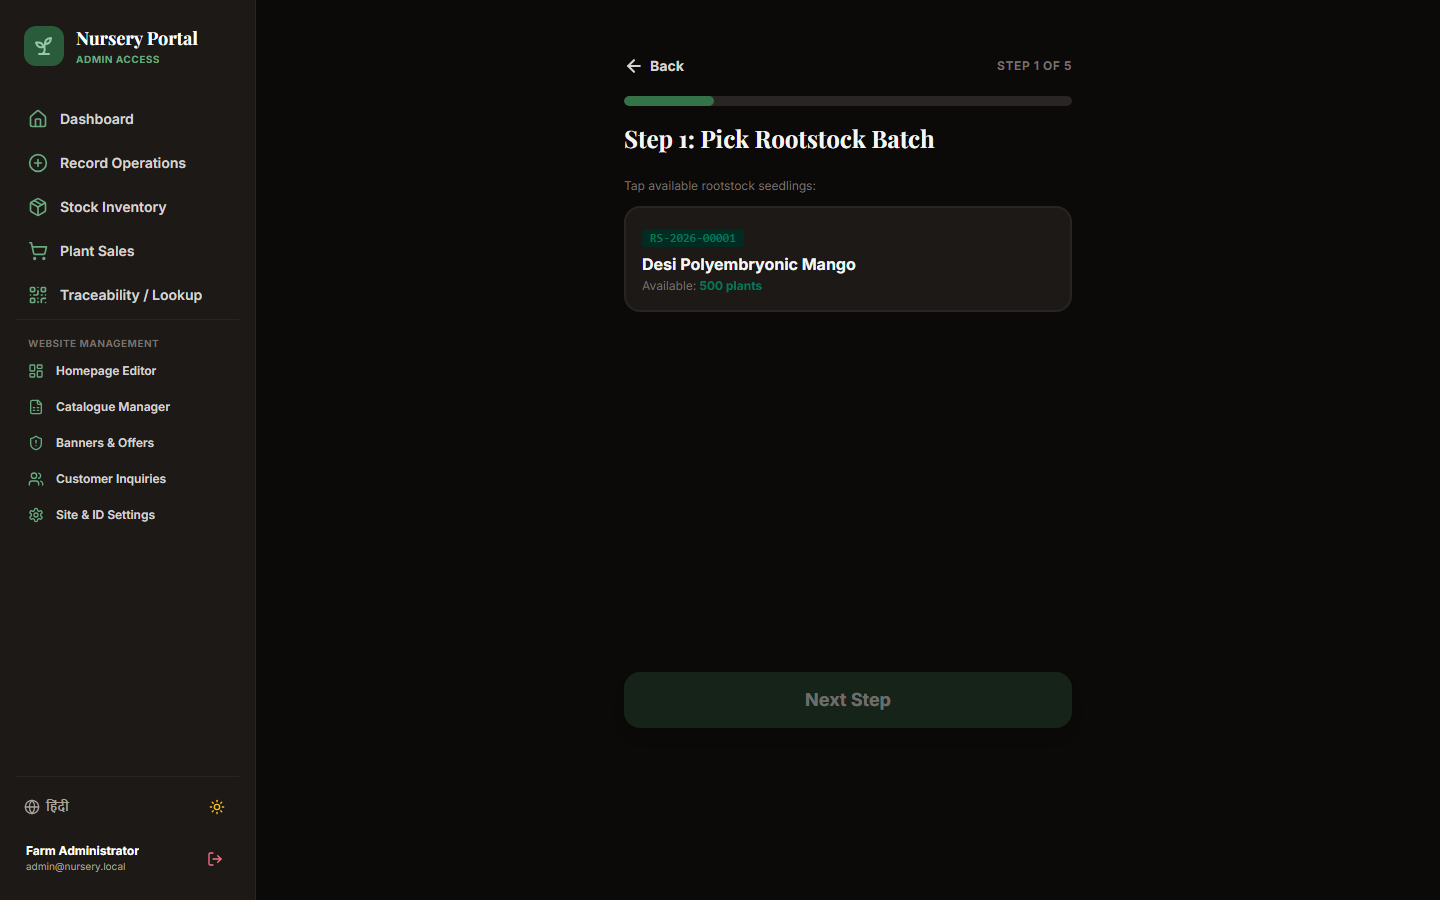 Nursery Portal
ADMIN ACCESS
Dashboard
Record Operations
Stock Inventory
Plant Sales
Traceability / Lookup
WEBSITE MANAGEMENT
Homepage Editor
Catalogue Manager
Banners & Offers
Customer Inquiries
Site & ID Settings
हिंदी
Farm Administrator
admin@nursery.local
Back
STEP 1 OF 5
Step 1: Pick Rootstock Batch
Tap available rootstock seedlings:
RS-2026-00001
Desi Polyembryonic Mango
Available: 500 plants
Next Step